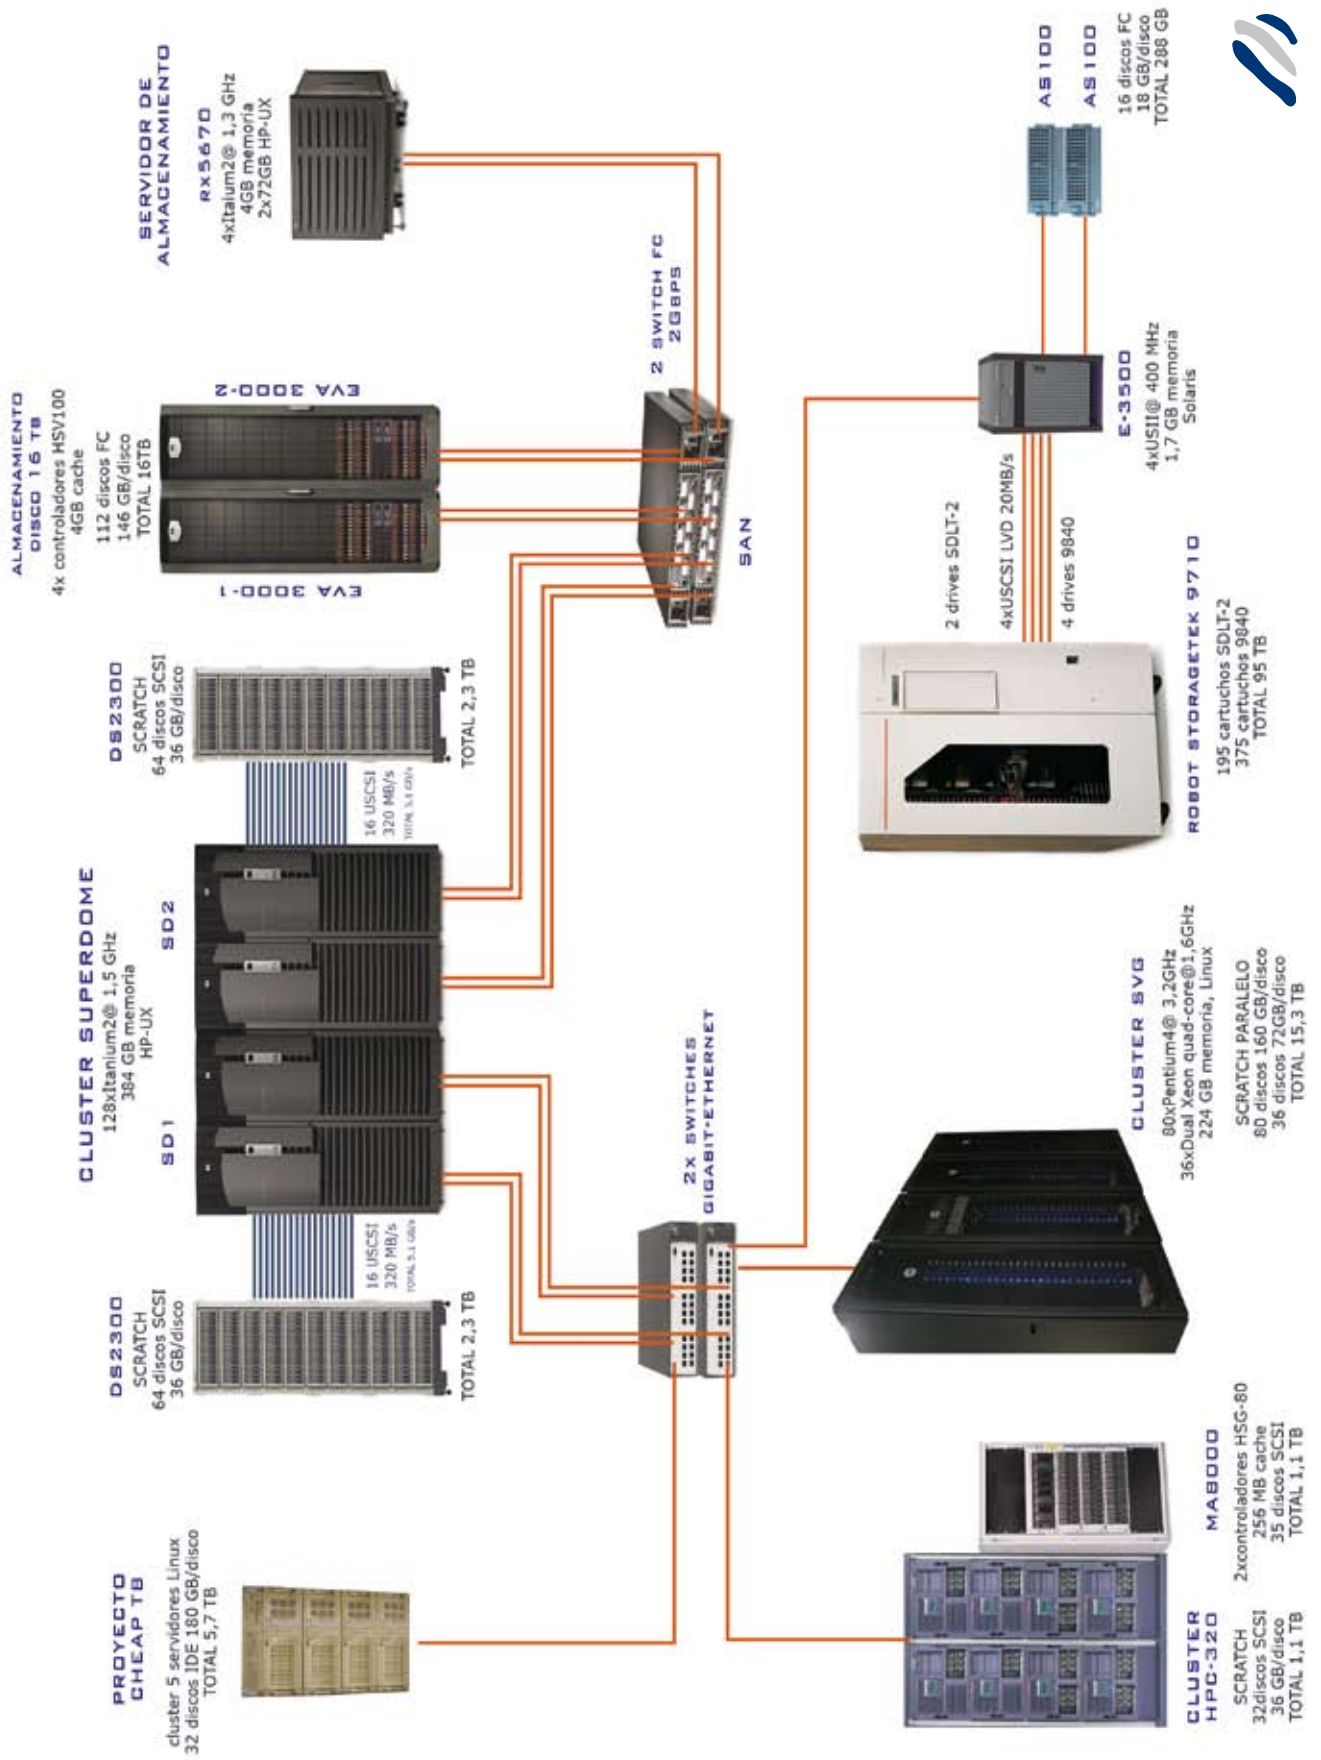 PROYECTO
CHEAP TB
cluster 5 servidores Linux
32 discos IDE 180 GB/disco
TOTAL 5,7 TB
DS2300
SCRATCH
64 discos SCSI
36 GB/disco
TOTAL 2,3 TB
16 USCSI
320 MB/s
TOTAL 5.1 GB/s
CLUSTER SUPERDOME
128xItanium2@ 1,5 GHz
384 GB memoria
HP-UX
SD1
SD2
16 USCSI
320 MB/s
TOTAL 5.1 GB/s
DS2300
SCRATCH
64 discos SCSI
36 GB/disco
TOTAL 2,3 TB
ALMACENAMIENTO
DISCO 16 TB
4x controladores HSV100
4GB cache
112 discos FC
146 GB/disco
TOTAL 16TB
EVA 3000-1
EVA 3000-2
SERVIDOR DE
ALMACENAMIENTO
RX5670
4xItaium2@ 1,3 GHz
4GB memoria
2x72GB HP-UX
2 SWITCH FC
2GBPS
SAN
2X SWITCHES
GIGABIT-ETHERNET
CLUSTER
HPC-320
SCRATCH
32discos SCSI
36 GB/disco
TOTAL 1,1 TB
MA8000
2xcontroladores HSG-80
256 MB cache
35 discos SCSI
TOTAL 1,1 TB
CLUSTER SVG
80xPentium4@ 3,2GHz
36xDual Xeon quad-core@1,6GHz
224 GB memoria, Linux
SCRATCH PARALELO
80 discos 160 GB/disco
36 discos 72GB/disco
TOTAL 15,3 TB
ROBOT STORAGETEK 9710
195 cartuchos SDLT-2
375 cartuchos 9840
TOTAL 95 TB
2 drives SDLT-2
4xUSCSI LVD 20MB/s
4 drives 9840
E-3500
4xUSII@ 400 MHz
1,7 GB memoria
Solaris
AS100
AS100
16 discos FC
18 GB/disco
TOTAL 288 GB